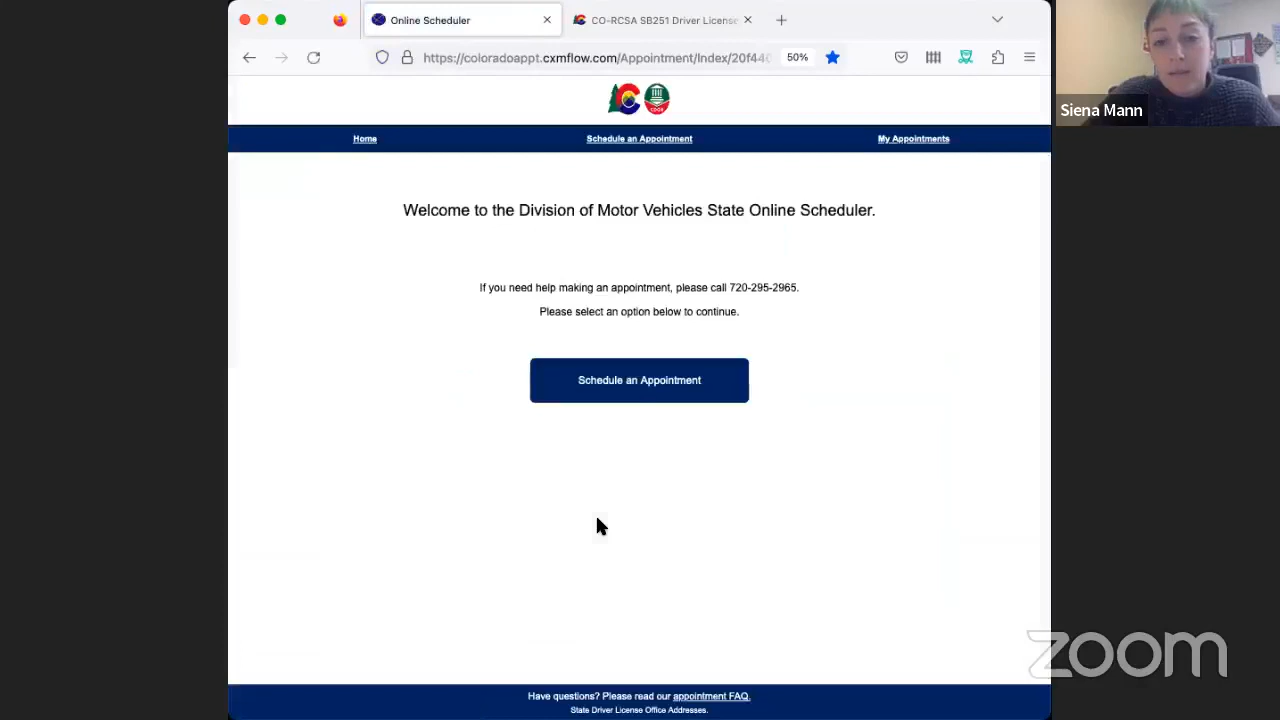 Online Scheduler
CO-RCSA SB251 Driver License
https://coloradoappt.cxmflow.com/Appointment/Index/20f440
50%
Siena Mann
Home
Schedule an Appointment
My Appointments
Welcome to the Division of Motor Vehicles State Online Scheduler.
If you need help making an appointment, please call 720-295-2965.
Please select an option below to continue.
Schedule an Appointment
zoom
Have questions? Please read our appointment FAQ.
State Driver License Office Addresses.